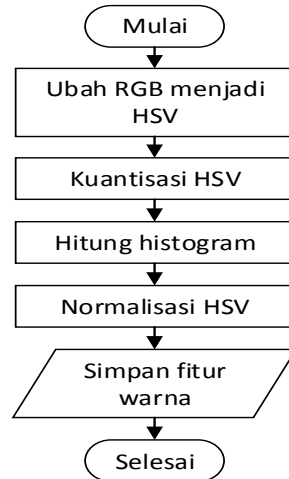 Mulai
Ubah RGB menjadi
HSV
Kuantisasi HSV
Hitung histogram
Normalisasi HSV
Simpan fitur
warna
Selesai